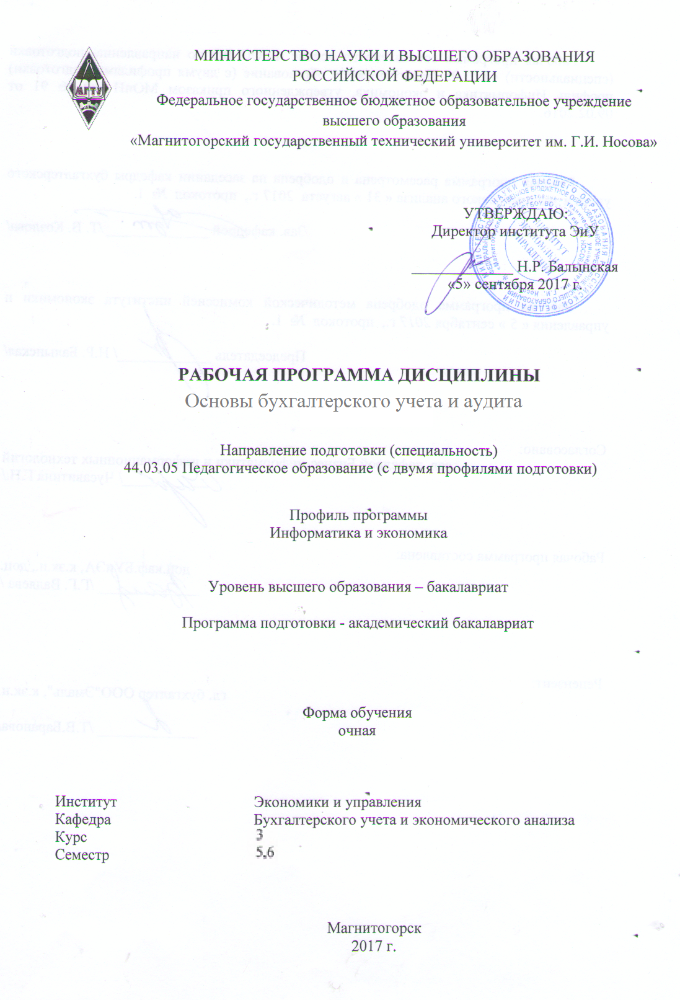 МИНИСТЕРСТВО НАУКИ И ВЫСШЕГО ОБРАЗОВАНИЯ
РОССИЙСКОЙ ФЕДЕРАЦИИ
Федеральное государственное бюджетное образовательное учреждение
высшего образования
«Магнитогорский государственный технический университет им. Г.И. Носова»
МГТУ
УТВЕРЖДАЮ:
Директор института ЭиУ
Н.Р. Балынская
«5» сентября 2017 г.
РАБОЧАЯ ПРОГРАММА ДИСЦИПЛИНЫ
Основы бухгалтерского учета и аудита
Направление подготовки (специальность)
44.03.05 Педагогическое образование (с двумя профилями подготовки)
Профиль программы
Информатика и экономика
Уровень высшего образования – бакалавриат
Программа подготовки - академический бакалавриат
Форма обучения
очная
Институт Экономики и управления
Кафедра Бухгалтерского учета и экономического анализа
Курс 3
Семестр 5,6
Магнитогорск
2017 г.